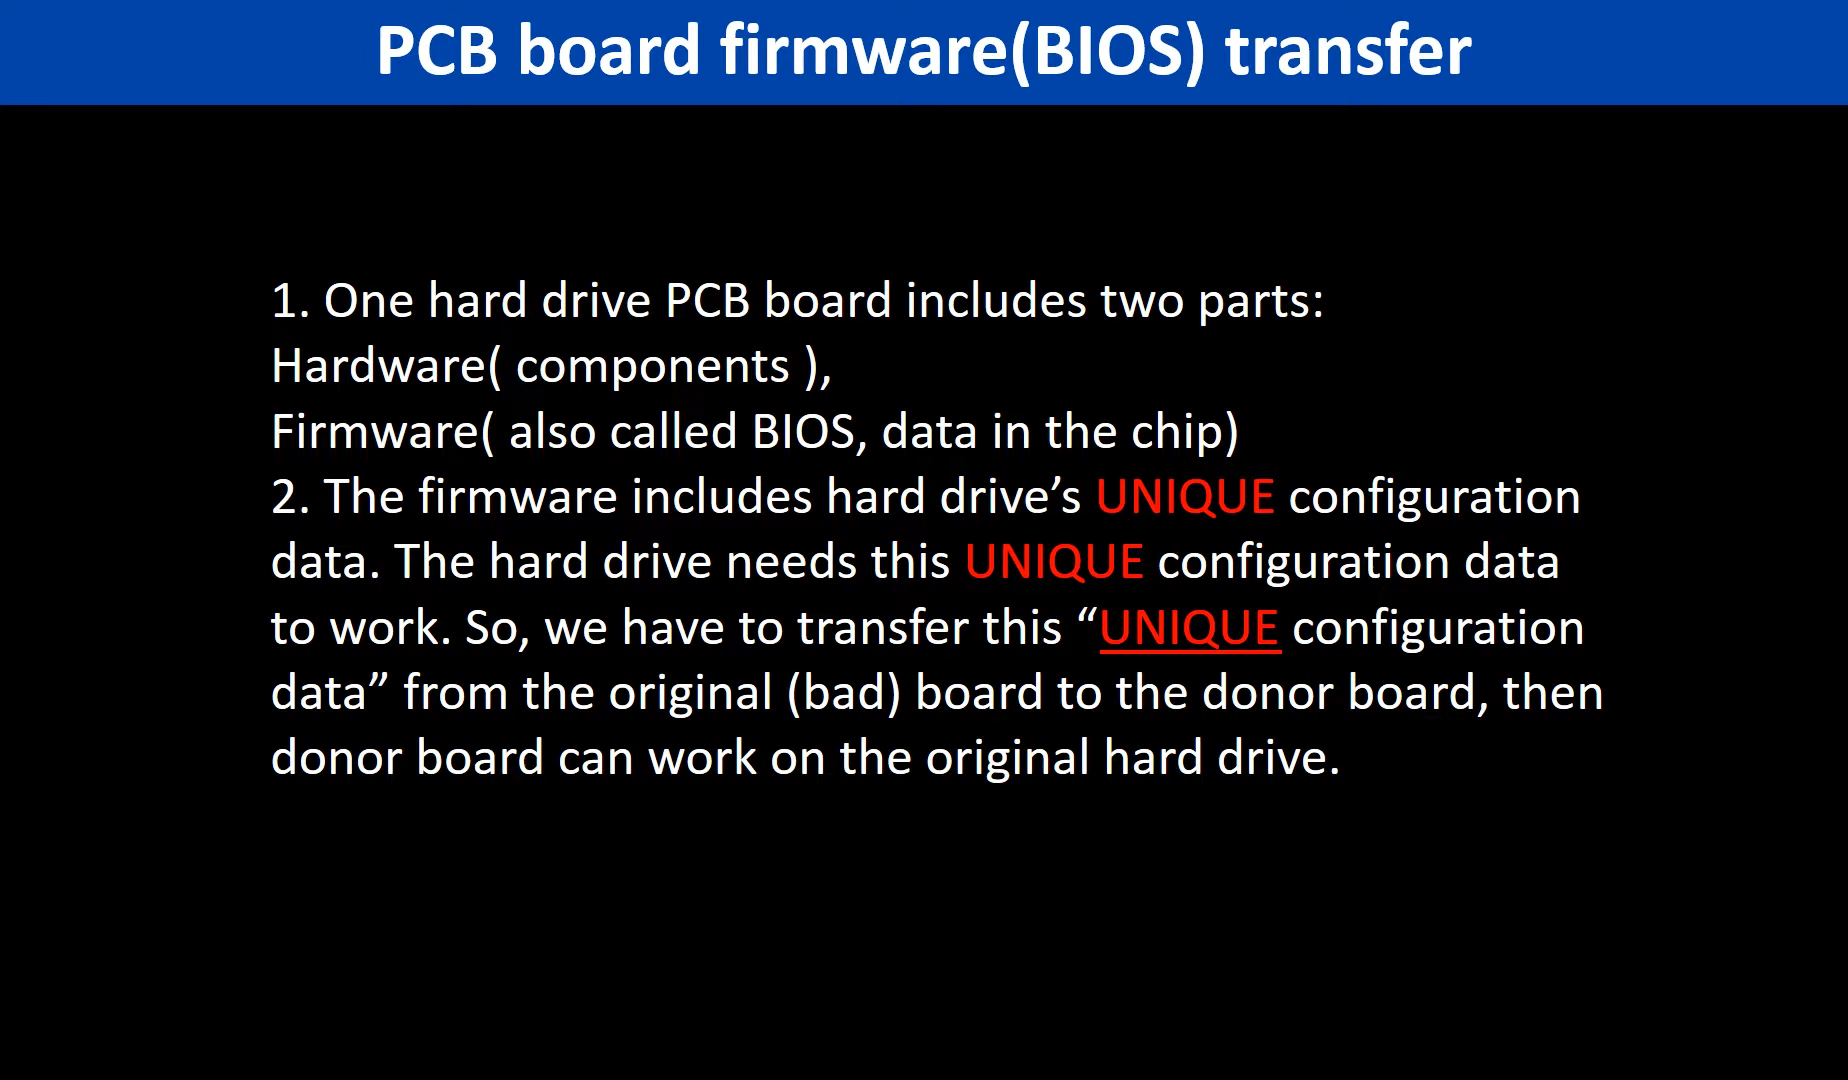 PCB board firmware(BIOS) transfer
1. One hard drive PCB board includes two parts:
Hardware( components ),
Firmware( also called BIOS, data in the chip)
2. The firmware includes hard drive’s UNIQUE configuration
data. The hard drive needs this UNIQUE configuration data
to work. So, we have to transfer this “UNIQUE configuration
data” from the original (bad) board to the donor board, then
donor board can work on the original hard drive.